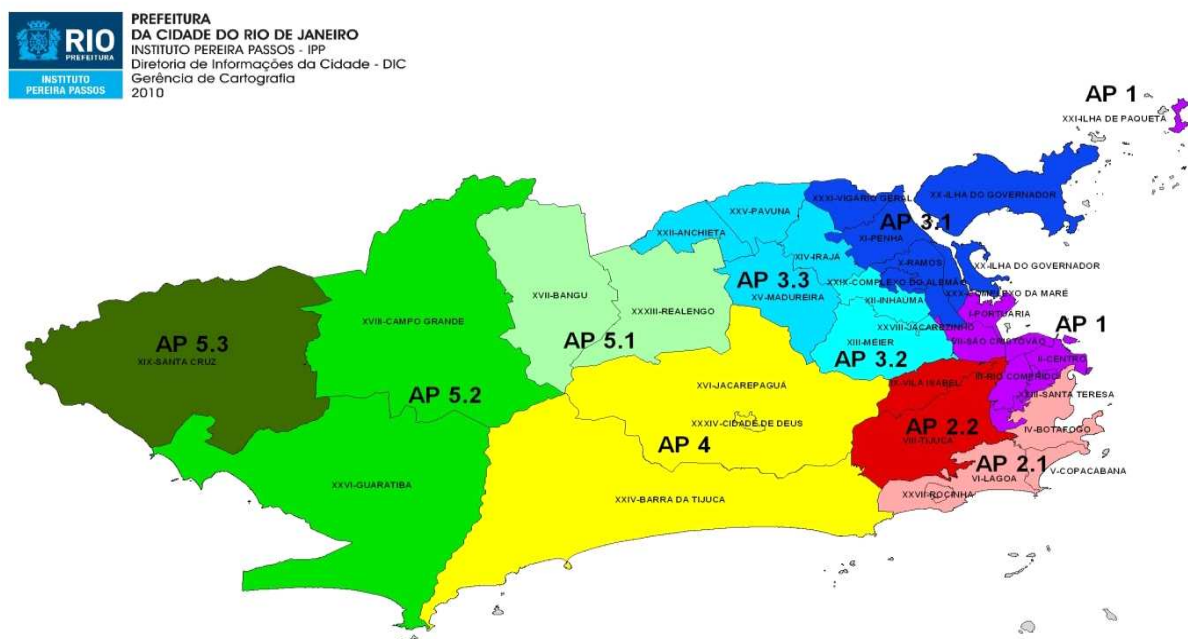 RIO
PREFEITURA
INSTITUTO
PEREIRA PASSOS
PREFEITURA
DA CIDADE DO RIO DE JANEIRO
INSTITUTO PEREIRA PASSOS - IPP
Diretoria de Informações da Cidade - DIC
Gerência de Cartografia
2010
AP 1
XXI-ILHA DE PAQUETÁ
XXXI-VIGÁRIO GERAL
XX-ILHA DO GOVERNADOR
XXV-PAVUNA
AP 3.1
XXII-ANCHIETA
XI-PENHA
XIV-IRAJÁ
X-RAMOS
XX-ILHA DO GOVERNADOR
AP 3.3
XXIX-COMPLEXO DO ALEMÃO
XVII-BANGU
XV-MADUREIRA
XII-INHAUMA
XXX-COMPLEXO DA MARÉ
XXXIII-REALENGO
I-PORTUARIA
XVIII-CAMPO GRANDE
XXVIII-JACAREZINHO
AP 1
AP 5.1
XIII-MÉIER
VII-SÃO CRISTOVÃO
AP 5.3
XIX-SANTA CRUZ
AP 3.2
II-CENTRO
III-RIO COMPRIDO
XVI-JACAREPAGUÁ
IX-VILA ISABEL
XXIII-SANTA TERESA
AP 5.2
XXXIV-CIDADE DE DEUS
AP 2.2
IV-BOTAFOGO
AP 4
VIII-TIJUCA
AP 2.1
V-COPACABANA
VI-LAGOA
XXVI-GUARATIBA
XXVII-ROCINHA
XXIV-BARRA DA TIJUCA